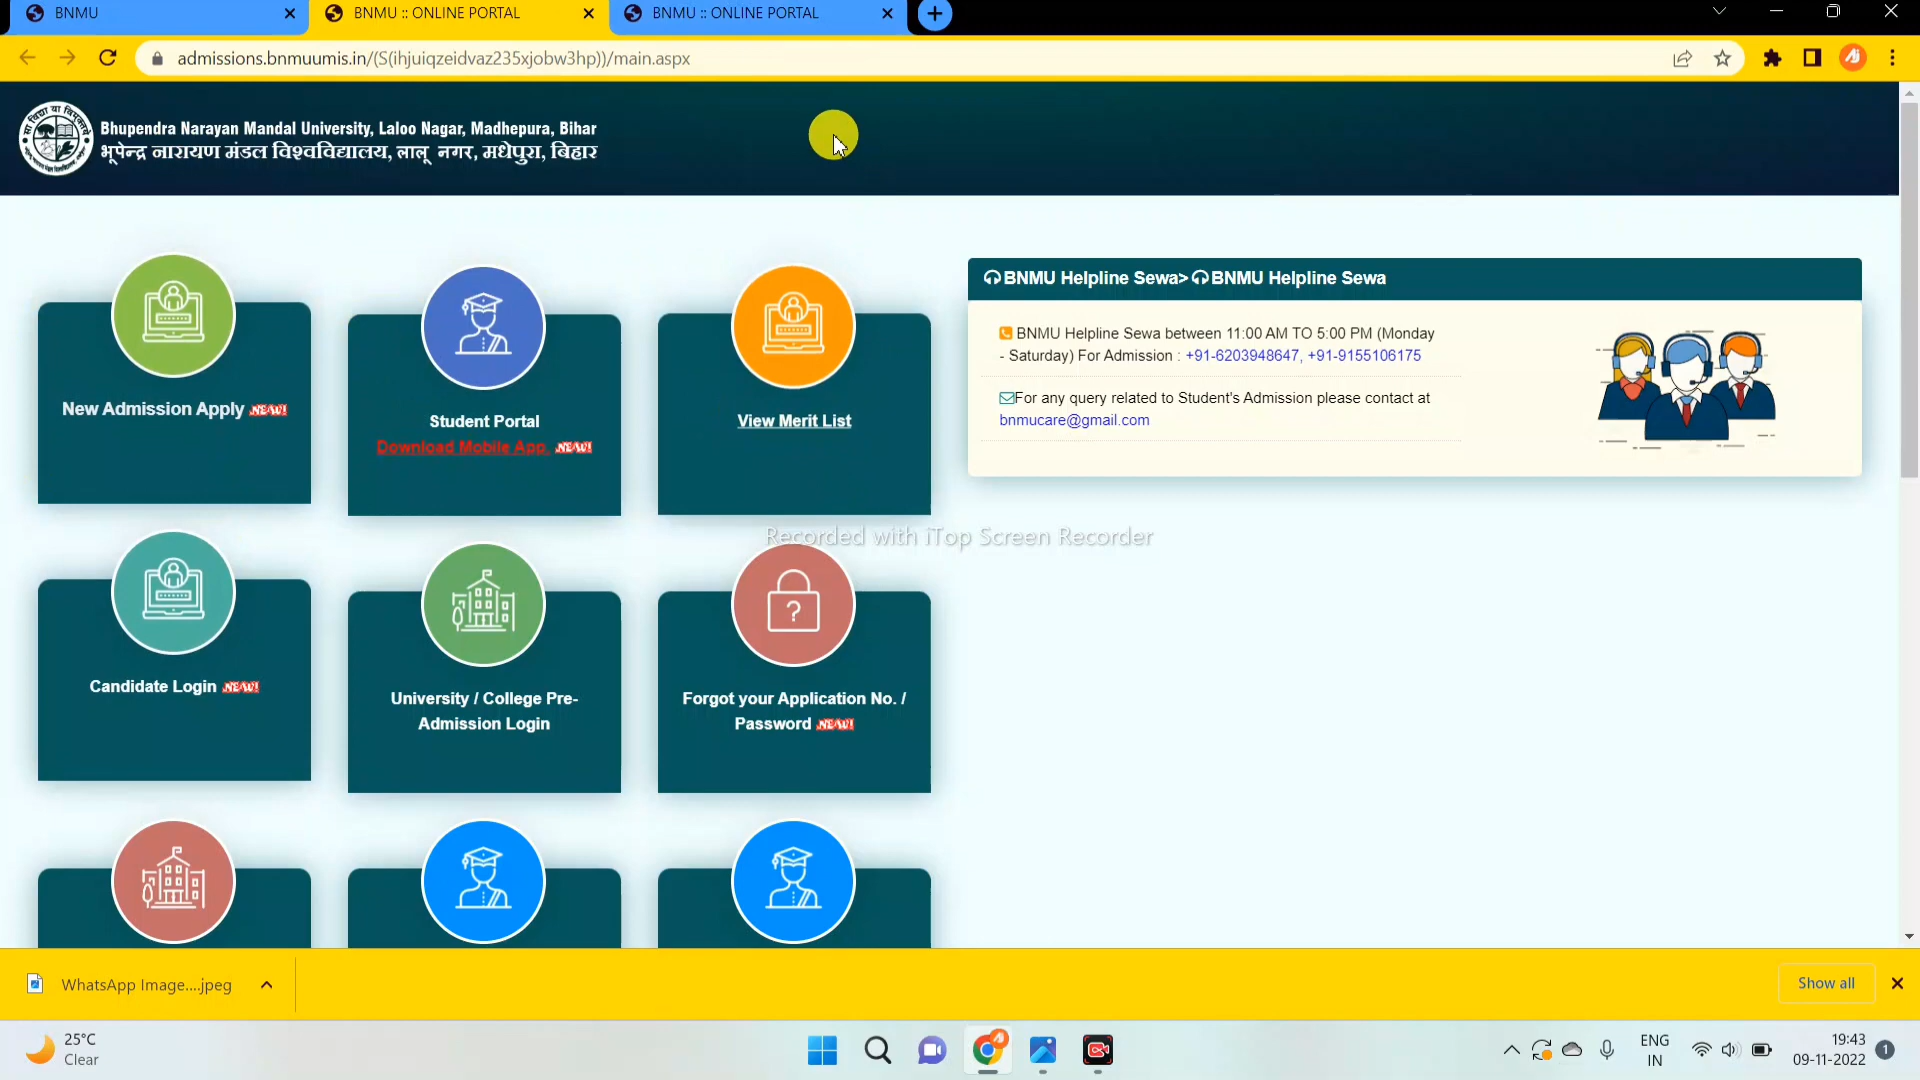 BNMU
BNMU :: ONLINE PORTAL
BNMU :: ONLINE PORTAL
admissions.bnmuumis.in/(S(ihjuiqzeidvaz235xjobw3hp))/main.aspx
Bhupendra Narayan Mandal University, Laloo Nagar, Madhepura, Bihar
भूपेन्द्र नारायण मंडल विश्वविद्यालय, लालू नगर, मधेपुरा, बिहार
BNMU Helpline Sewa> BNMU Helpline Sewa
BNMU Helpline Sewa between 11:00 AM TO 5:00 PM (Monday
- Saturday) For Admission : +91-6203948647, +91-9155106175
For any query related to Student's Admission please contact at
bnmucare@gmail.com
New Admission Apply NEW!
Student Portal
Download Mobile App. NEW!
View Merit List
Recorded with iTop Screen Recorder
Candidate Login NEW!
University / College Pre-
Admission Login
Forgot your Application No. /
Password NEW!
WhatsApp Image....jpeg
Show all
25°C
Clear
ENG
IN
19:43
09-11-2022
1